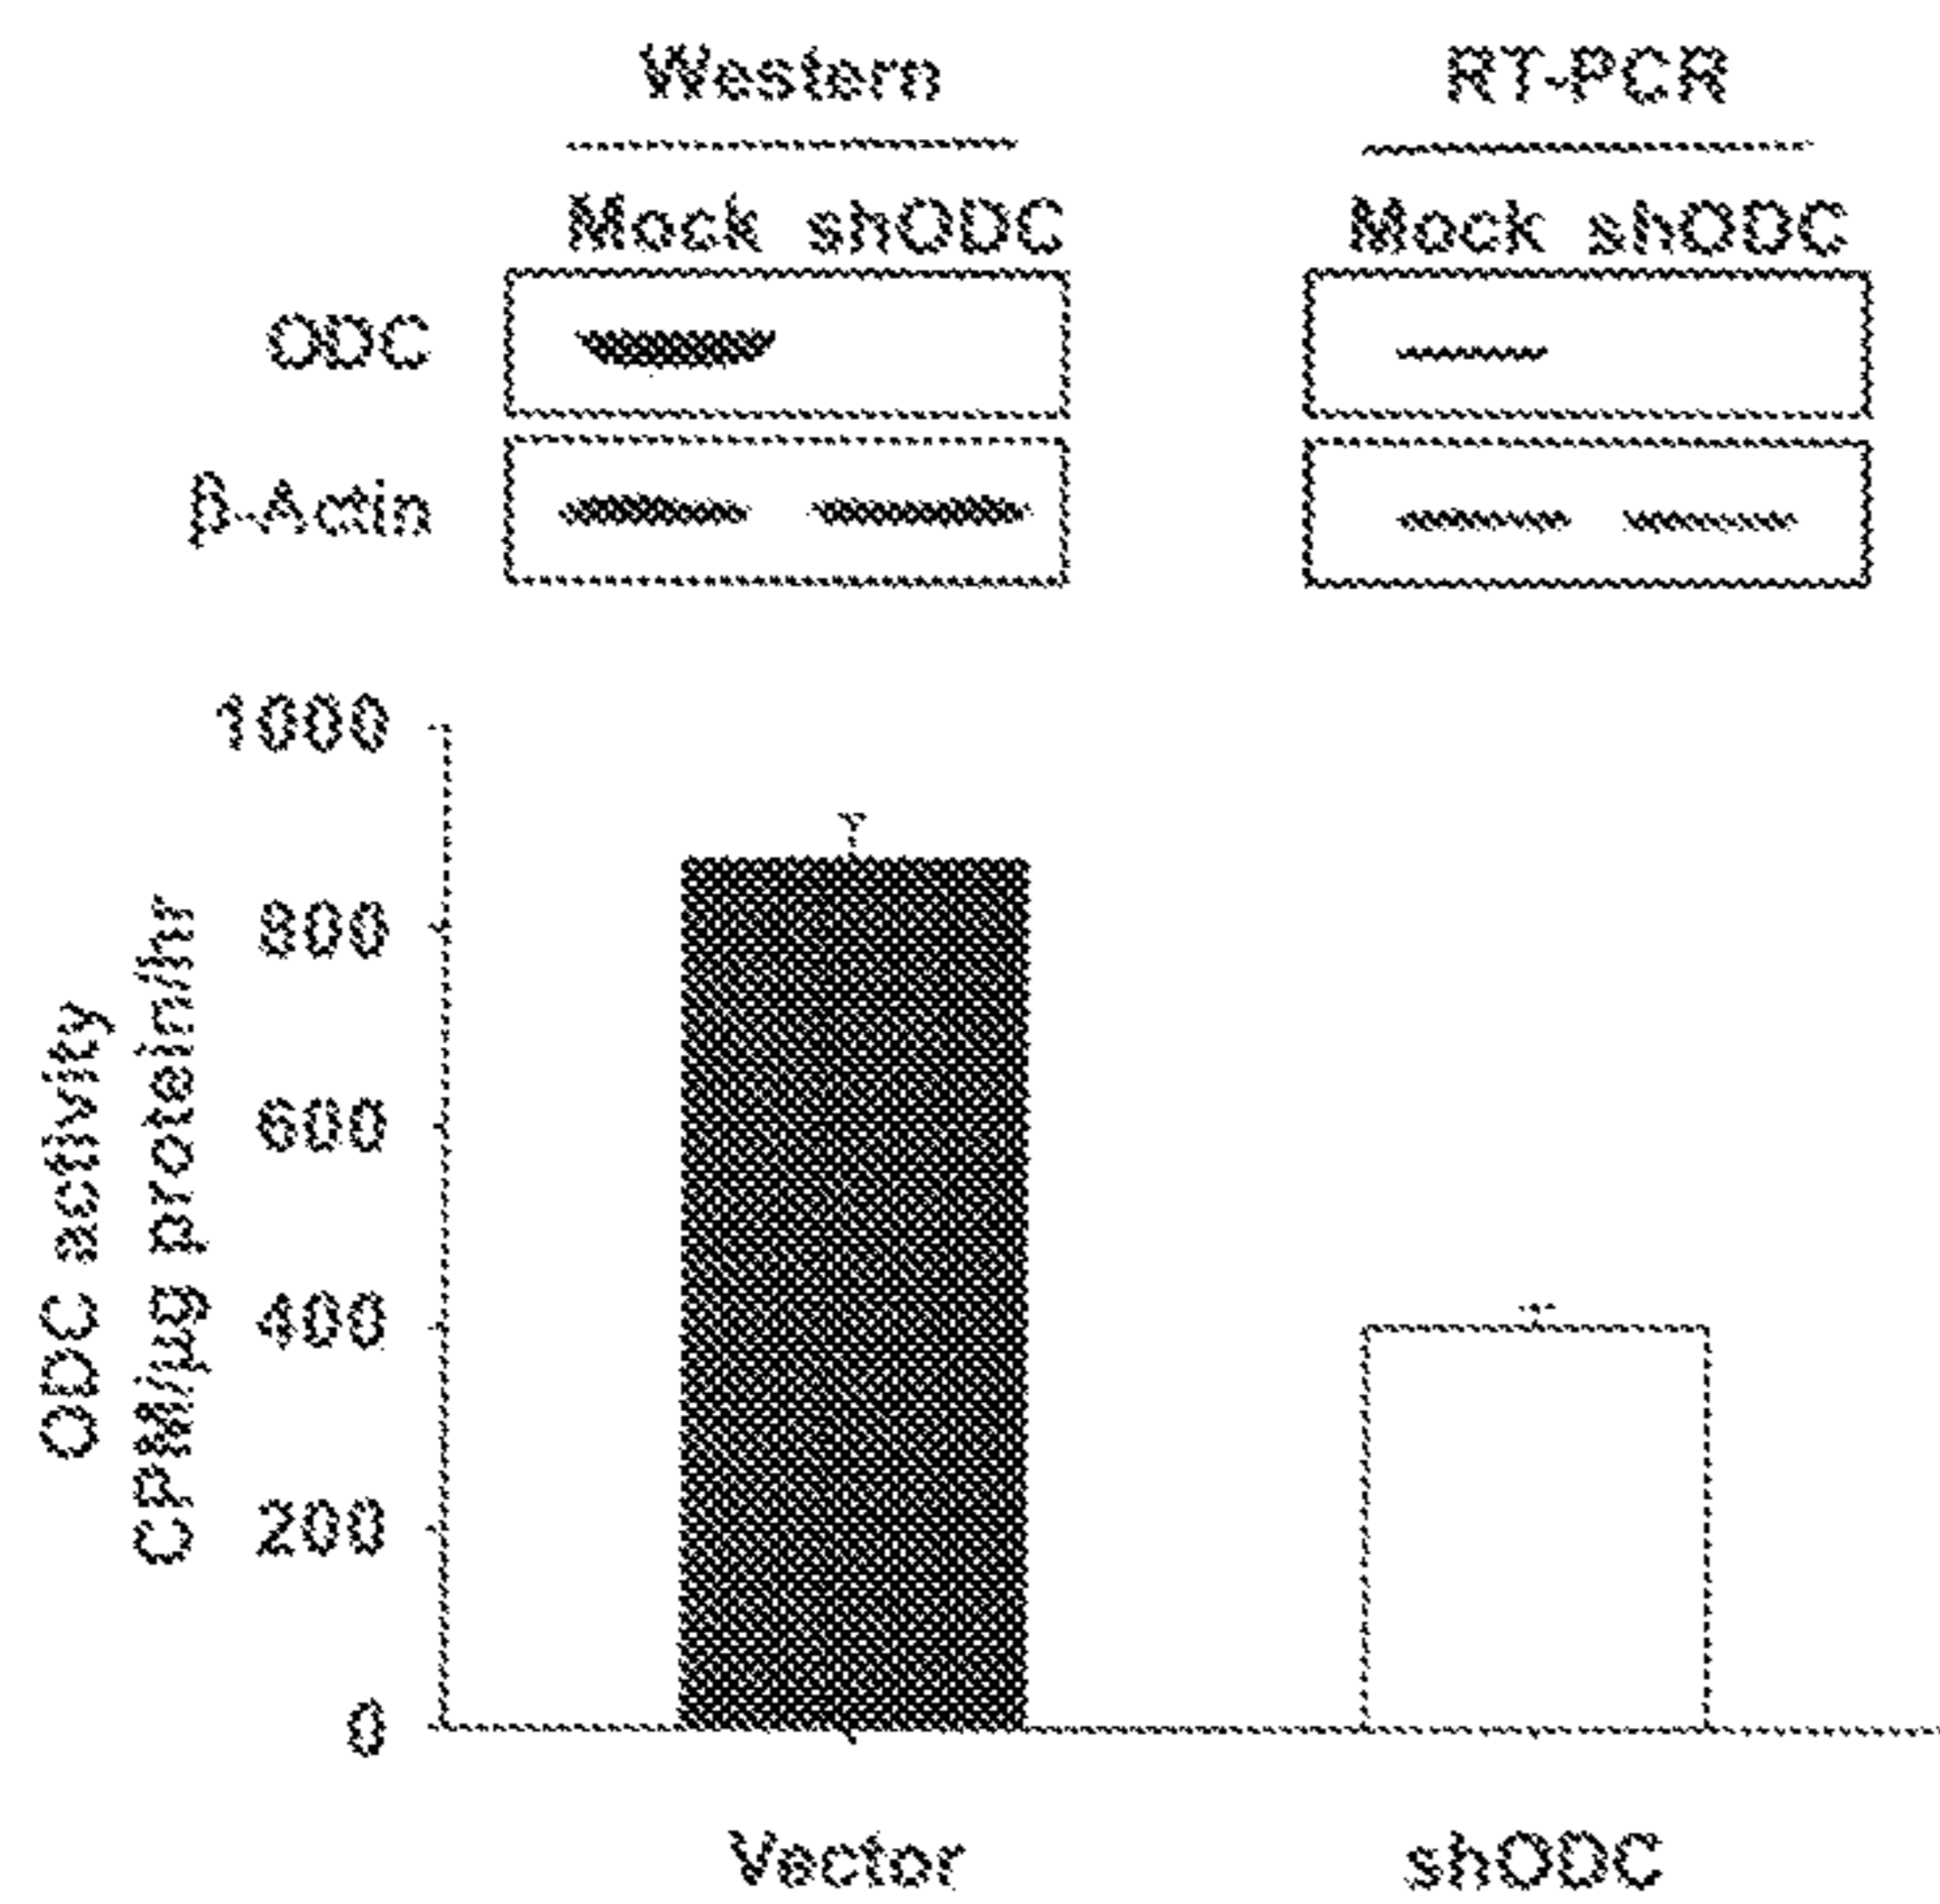 Western RT-PCR
Mock shODC Mock shODC
ODC
β-Actin
1000
800
600
400
200
0
ODC activity
CPM/µg protein/hr
Vector shODC